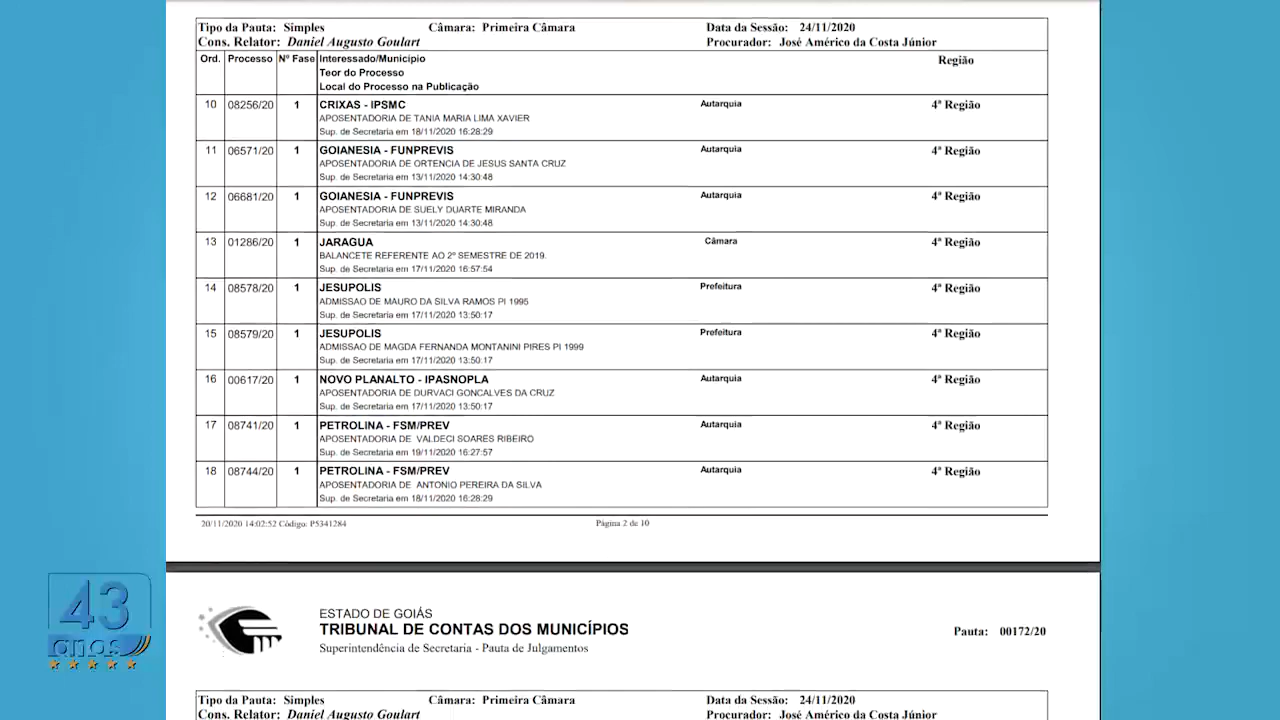 Tipo da Pauta: Simples Câmara: Primeira Câmara Data da Sessão: 24/11/2020
Cons. Relator: Daniel Augusto Goulart Procurador: José Américo da Costa Júnior
Ord. Processo Nº Fase Interessado/Município Região
Teor do Processo
Local do Processo na Publicação
10 08256/20 1 CRIXAS - IPSMC Autarquia 4ª Região
APOSENTADORIA DE TANIA MARIA LIMA XAVIER
Sup. de Secretaria em 18/11/2020 16:28:29
11 06571/20 1 GOIANESIA - FUNPREVIS Autarquia 4ª Região
APOSENTADORIA DE ORTENCIA DE JESUS SANTA CRUZ
Sup. de Secretaria em 13/11/2020 14:30:48
12 06681/20 1 GOIANESIA - FUNPREVIS Autarquia 4ª Região
APOSENTADORIA DE SUELY DUARTE MIRANDA
Sup. de Secretaria em 13/11/2020 14:30:48
13 01286/20 1 JARAGUA Câmara 4ª Região
BALANCETE REFERENTE AO 2º SEMESTRE DE 2019.
Sup. de Secretaria em 17/11/2020 16:57:54
14 08578/20 1 JESUPOLIS Prefeitura 4ª Região
ADMISSAO DE MAURO DA SILVA RAMOS PI 1995
Sup. de Secretaria em 17/11/2020 13:50:17
15 08579/20 1 JESUPOLIS Prefeitura 4ª Região
ADMISSAO DE MAGDA FERNANDA MONTANINI PIRES PI 1999
Sup. de Secretaria em 17/11/2020 13:50:17
16 00617/20 1 NOVO PLANALTO - IPASNOPLA Autarquia 4ª Região
APOSENTADORIA DE DURVACI GONCALVES DA CRUZ
Sup. de Secretaria em 17/11/2020 13:50:17
17 08741/20 1 PETROLINA - FSM/PREV Autarquia 4ª Região
APOSENTADORIA DE VALDECI SOARES RIBEIRO
Sup. de Secretaria em 19/11/2020 16:27:57
18 08744/20 1 PETROLINA - FSM/PREV Autarquia 4ª Região
APOSENTADORIA DE ANTONIO PEREIRA DA SILVA
Sup. de Secretaria em 18/11/2020 16:28:29
20/11/2020 14:02:52 Código: P5341284 Página 2 de 10
43
anos
ESTADO DE GOIÁS
TRIBUNAL DE CONTAS DOS MUNICÍPIOS
Pauta: 00172/20
Superintendência de Secretaria - Pauta de Julgamentos
Tipo da Pauta: Simples Câmara: Primeira Câmara Data da Sessão: 24/11/2020
Cons. Relator: Daniel Augusto Goulart Procurador: José Américo da Costa Júnior